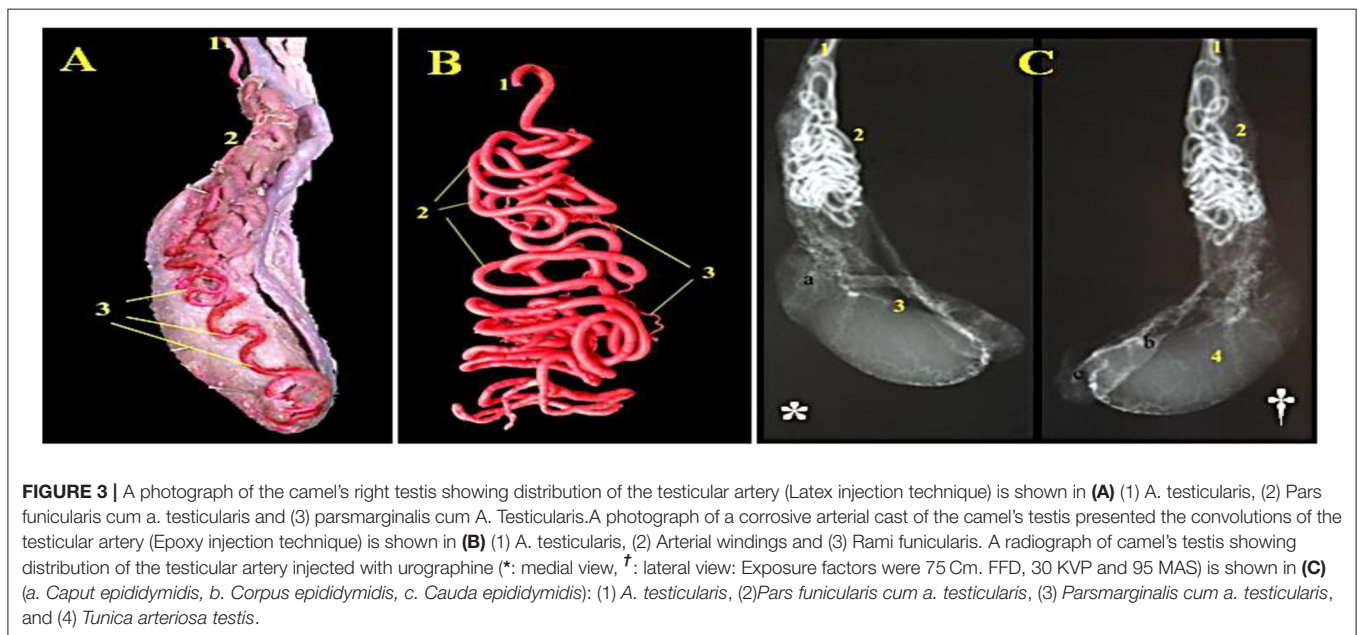 A
1
2
3
B
1
2
3
C
1
2
a
3
*
1
2
b
c
4
†
FIGURE 3 | A photograph of the camel's right testis showing distribution of the testicular artery (Latex injection technique) is shown in (A) (1) A. testicularis, (2) Pars
funicularis cum a. testicularis and (3) parsmarginalis cum A. Testicularis.A photograph of a corrosive arterial cast of the camel's testis presented the convolutions of the
testicular artery (Epoxy injection technique) is shown in (B) (1) A. testicularis, (2) Arterial windings and (3) Rami funicularis. A radiograph of camel's testis showing
distribution of the testicular artery injected with urographine (*: medial view, †: lateral view: Exposure factors were 75 Cm. FFD, 30 KVP and 95 MAS) is shown in (C)
(a. Caput epididymidis, b. Corpus epididymidis, c. Cauda epididymidis): (1) A. testicularis, (2)Pars funicularis cum a. testicularis, (3) Parsmarginalis cum a. testicularis,
and (4) Tunica arteriosa testis.